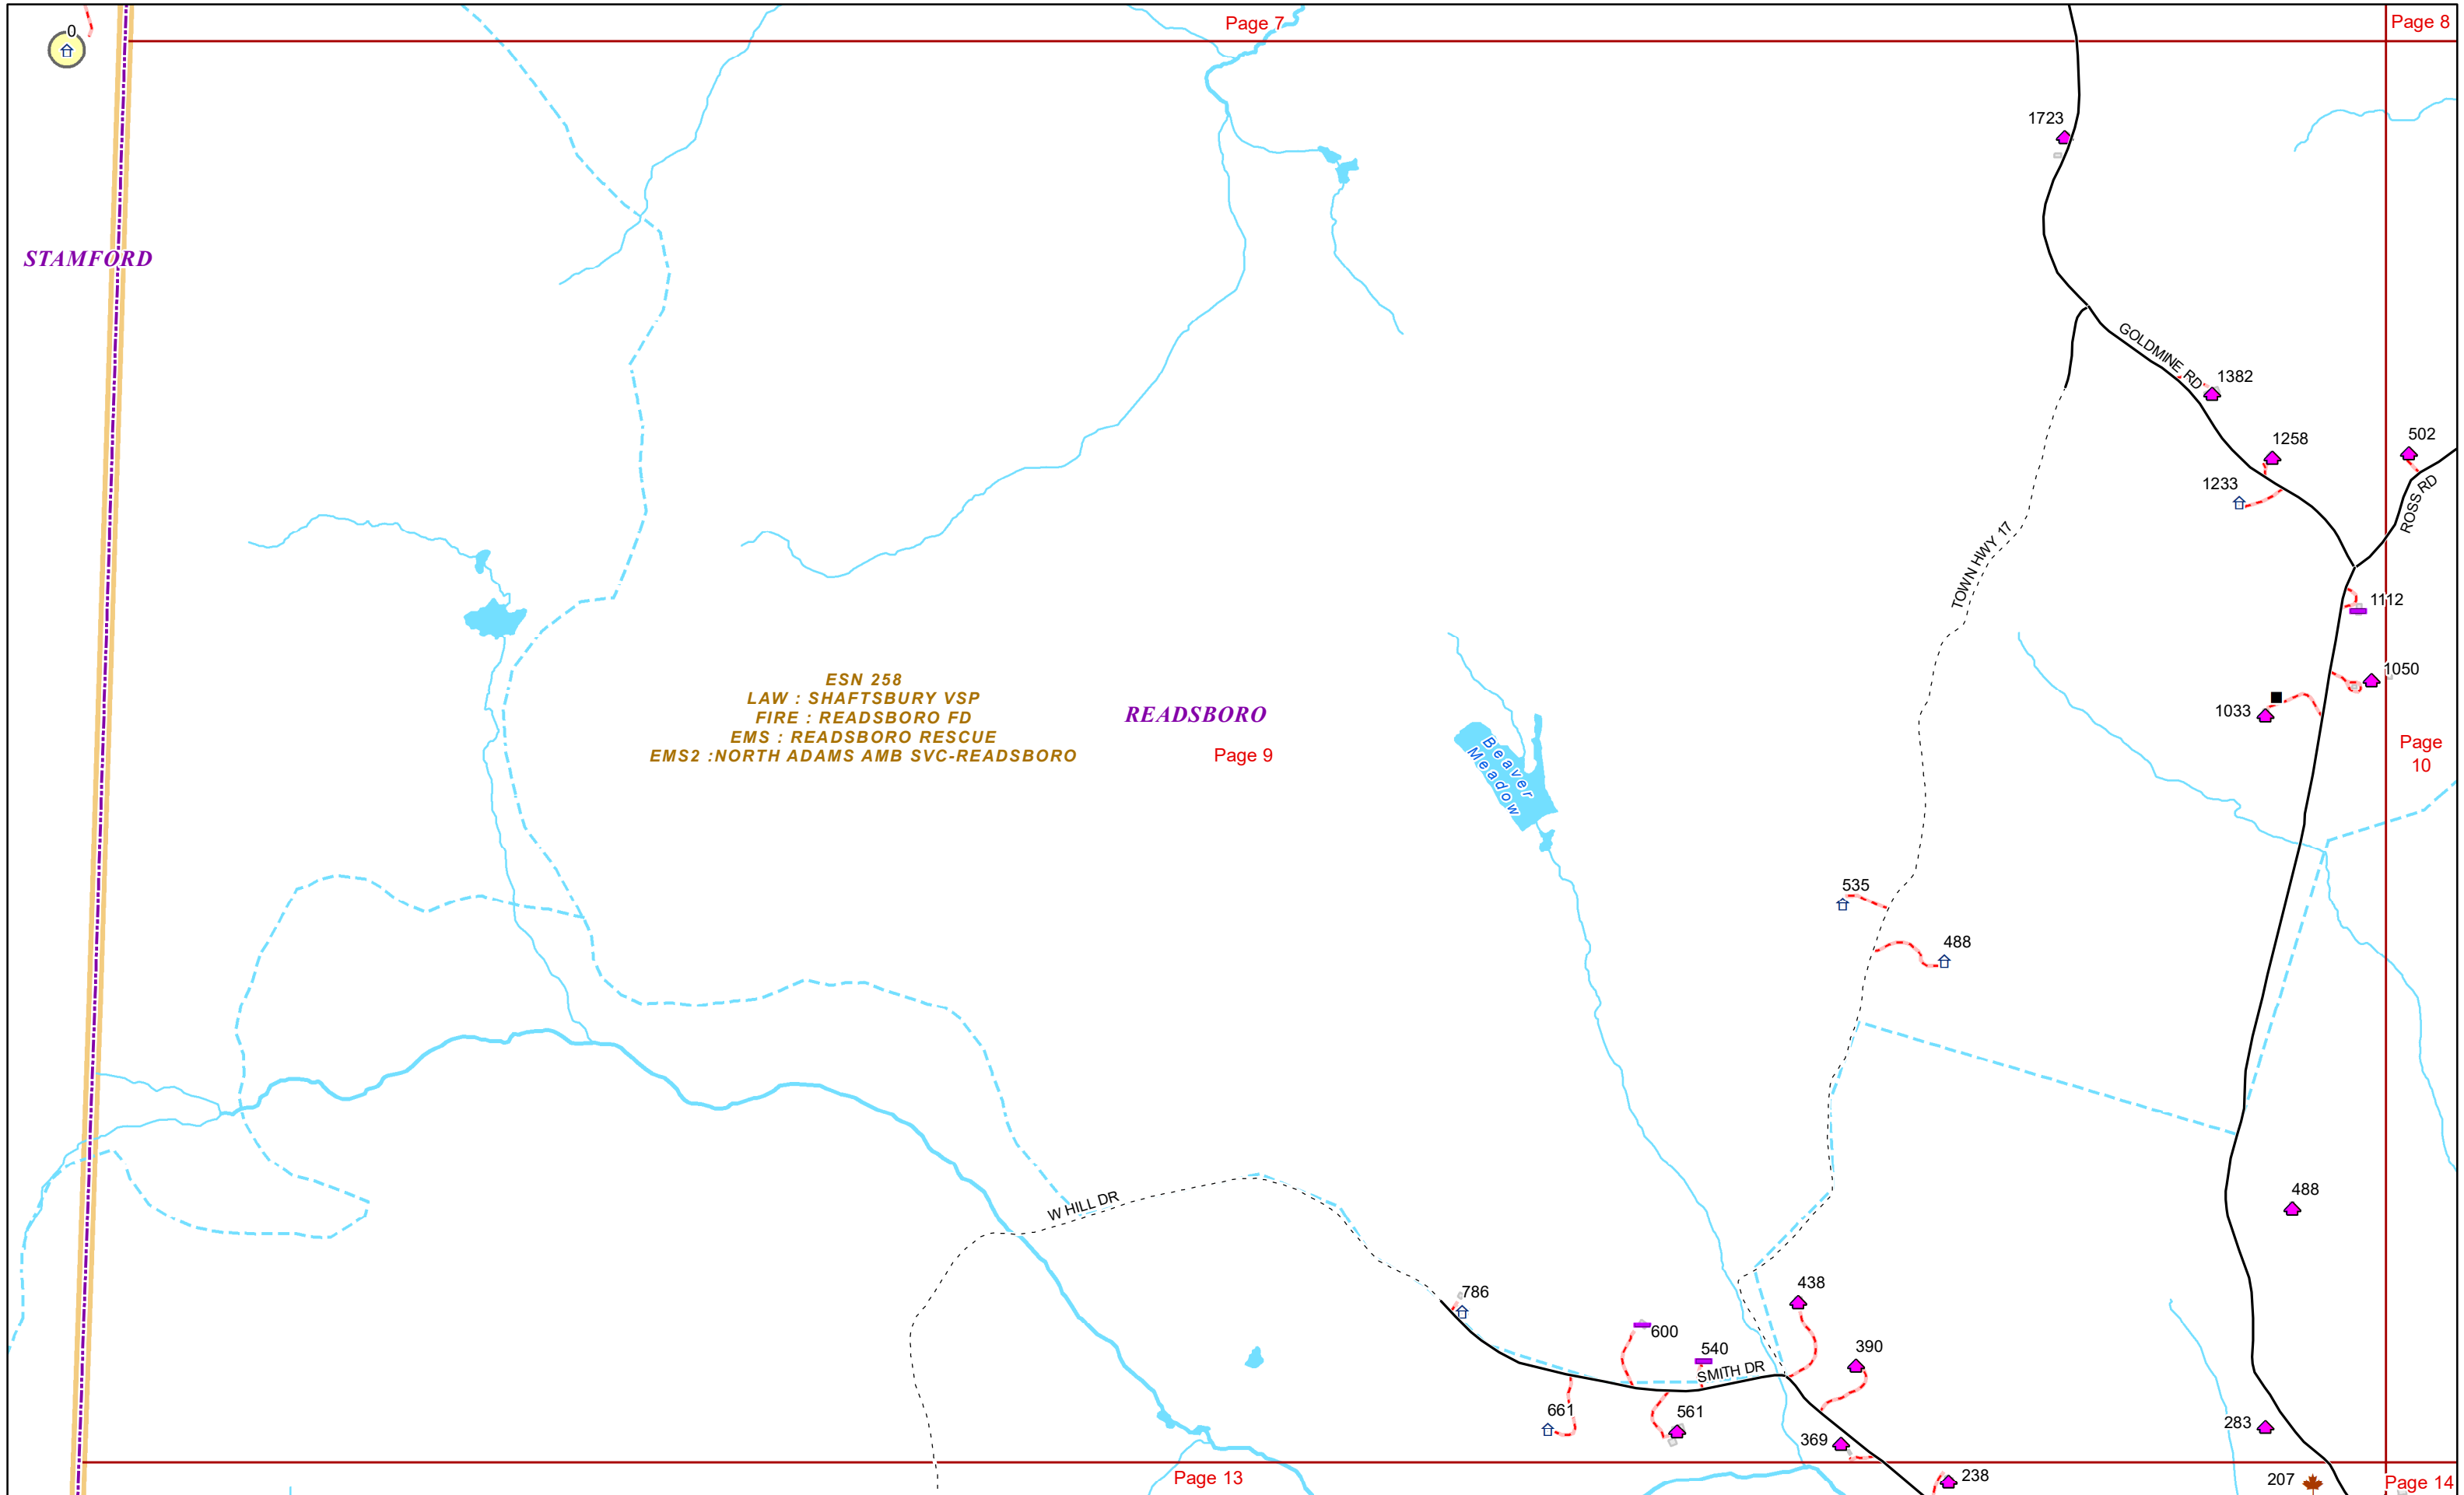 Page 7
Page 8
0
1723
STAMFORD
GOLDMINE RD
1382
1258
502
1233
ROSS RD
TOWN HWY 17
1112
1050
1033
ESN 258
LAW : SHAFTSBURY VSP
FIRE : READSBORO FD
EMS : READSBORO RESCUE
EMS2 :NORTH ADAMS AMB SVC-READSBORO
READSBORO
Page 9
Beaver
Meadow
Page
10
535
488
488
W HILL DR
786
438
600
540
390
SMITH DR
661
561
369
283
Page 13
238
207
Page 14